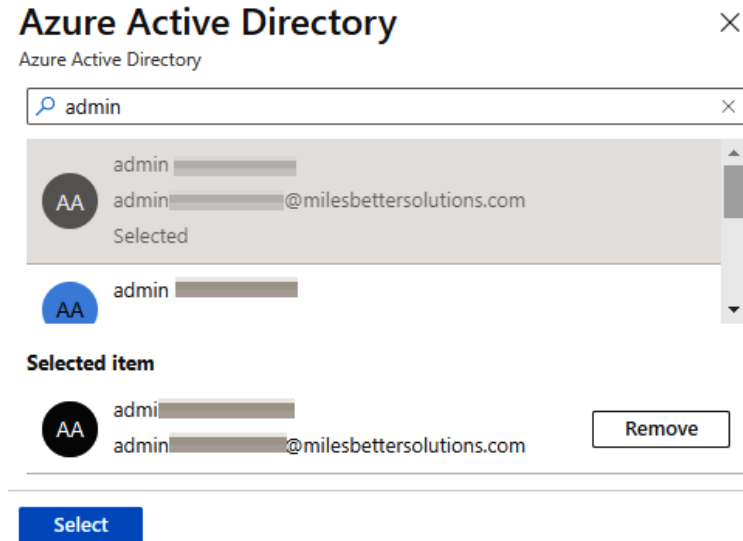 Azure Active Directory
Azure Active Directory
admin
AA
admin
admin @milesbettersolutions.com
Selected
AA
admin
Selected item
AA
admi
admin @milesbettersolutions.com
Remove
Select